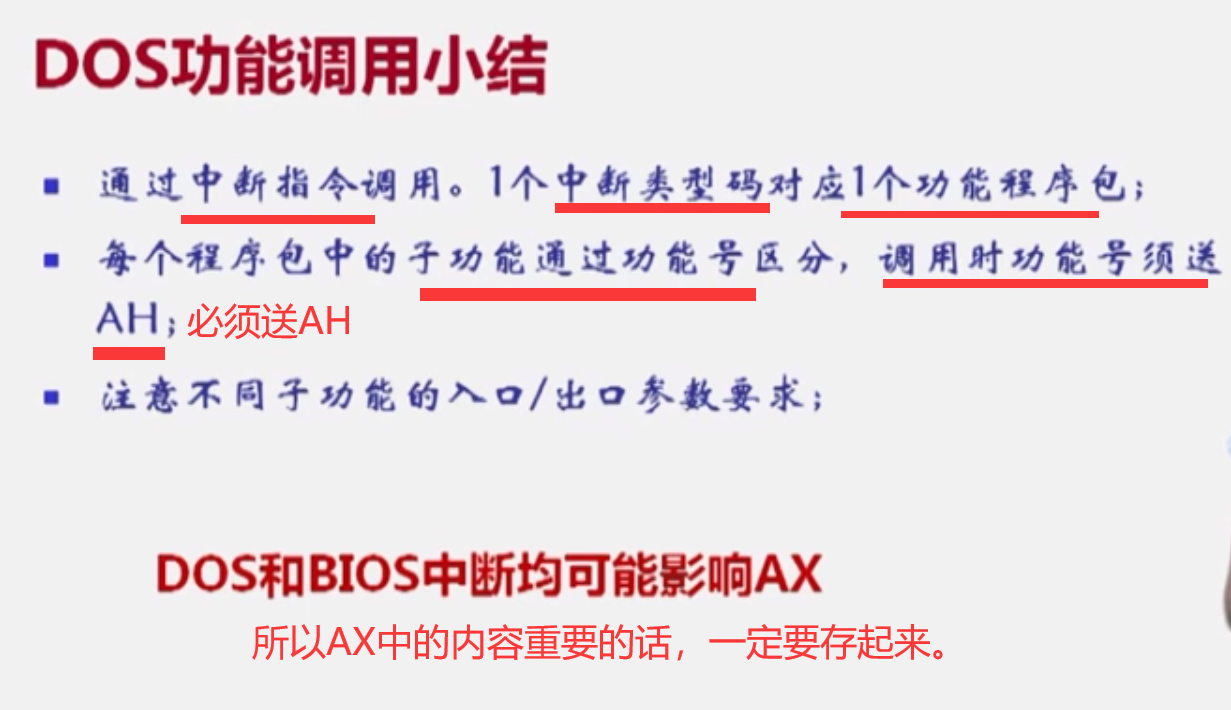 DOS功能调用小结
通过中断指令调用。1个中断类型码对应1个功能程序包；
每个程序包中的子功能通过功能号区分，调用时功能号须送
AH；必须送AH
注意不同子功能的入口/出口参数要求；
DOS和BIOS中断均可能影响AX
所以AX中的内容重要的话，一定要存起来。